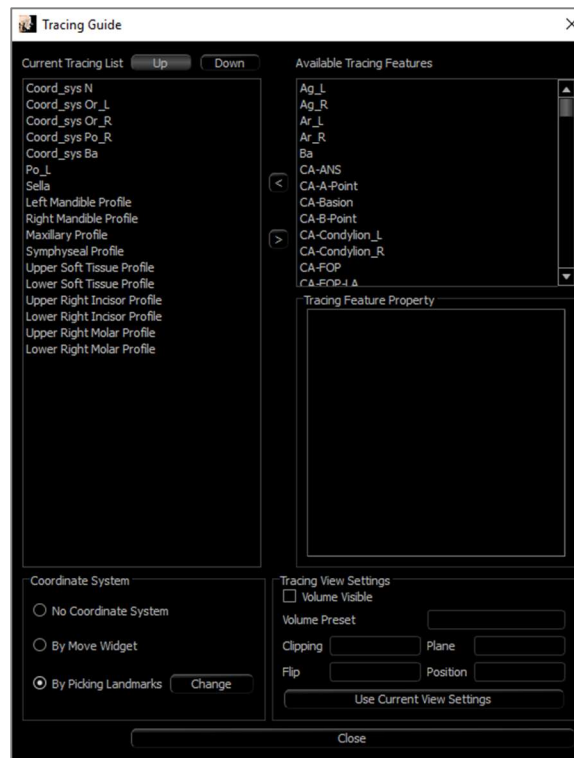 Tracing Guide
Current Tracing List
Up
Down
Coord_sys N
Coord_sys Or_L
Coord_sys Or_R
Coord_sys Po_R
Coord_sys Ba
Po_L
Sella
Left Mandible Profile
Right Mandible Profile
Maxillary Profile
Symphyseal Profile
Upper Soft Tissue Profile
Lower Soft Tissue Profile
Upper Right Incisor Profile
Lower Right Incisor Profile
Upper Right Molar Profile
Lower Right Molar Profile
<
>
Available Tracing Features
Ag_L
Ag_R
Ar_L
Ar_R
Ba
CA-ANS
CA-A-Point
CA-Basion
CA-B-Point
CA-Condylion_L
CA-Condylion_R
CA-FOP
CA-FOP-LA
Tracing Feature Property
Coordinate System
No Coordinate System
By Move Widget
By Picking Landmarks
Change
Tracing View Settings
Volume Visible
Volume Preset
Clipping
Plane
Flip
Position
Use Current View Settings
Close